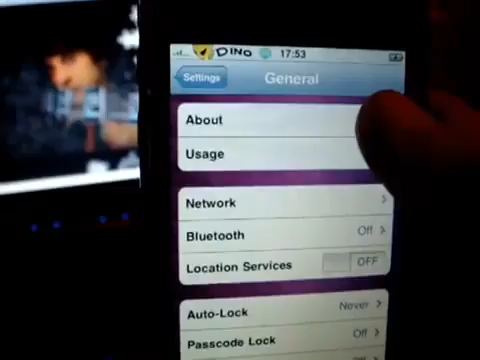 DINO 17:53
Settings General
About
Usage
Network
Bluetooth Off
Location Services OFF
Auto-Lock Never
Passcode Lock Off